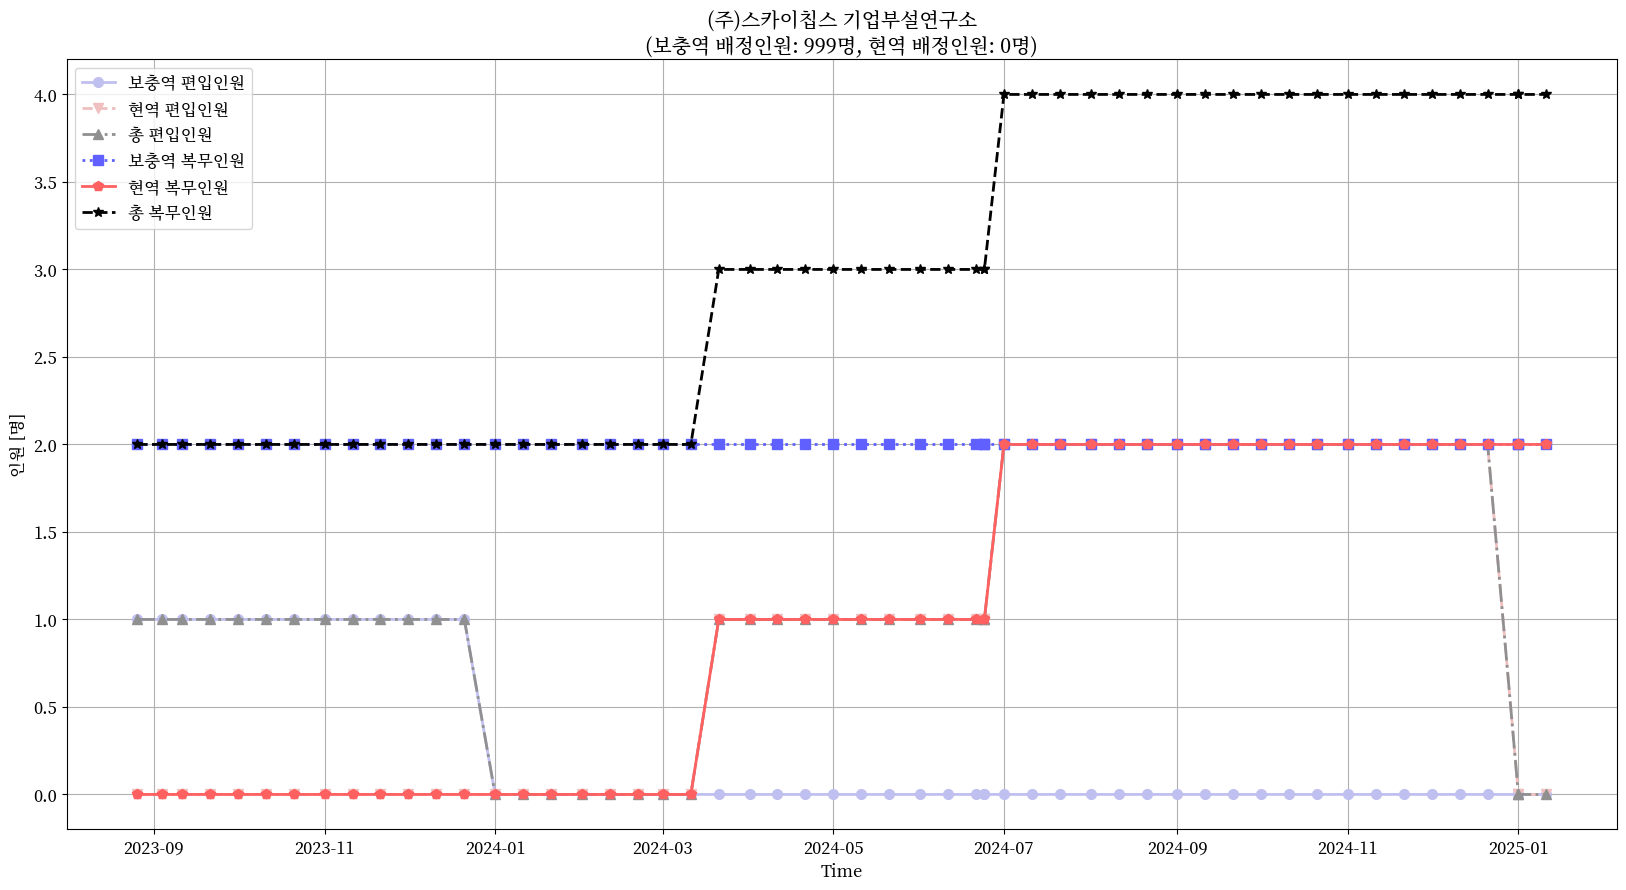 (주)스카이칩스 기업부설연구소
(보충역 배정인원: 999명, 현역 배정인원: 0명)
보충역 편입인원
현역 편입인원
총 편입인원
보충역 복무인원
현역 복무인원
총 복무인원
4.0
3.5
3.0
2.5
2.0
1.5
1.0
0.5
0.0
인원 [명]
2023-09
2023-11
2024-01
2024-03
2024-05
2024-07
2024-09
2024-11
2025-01
Time